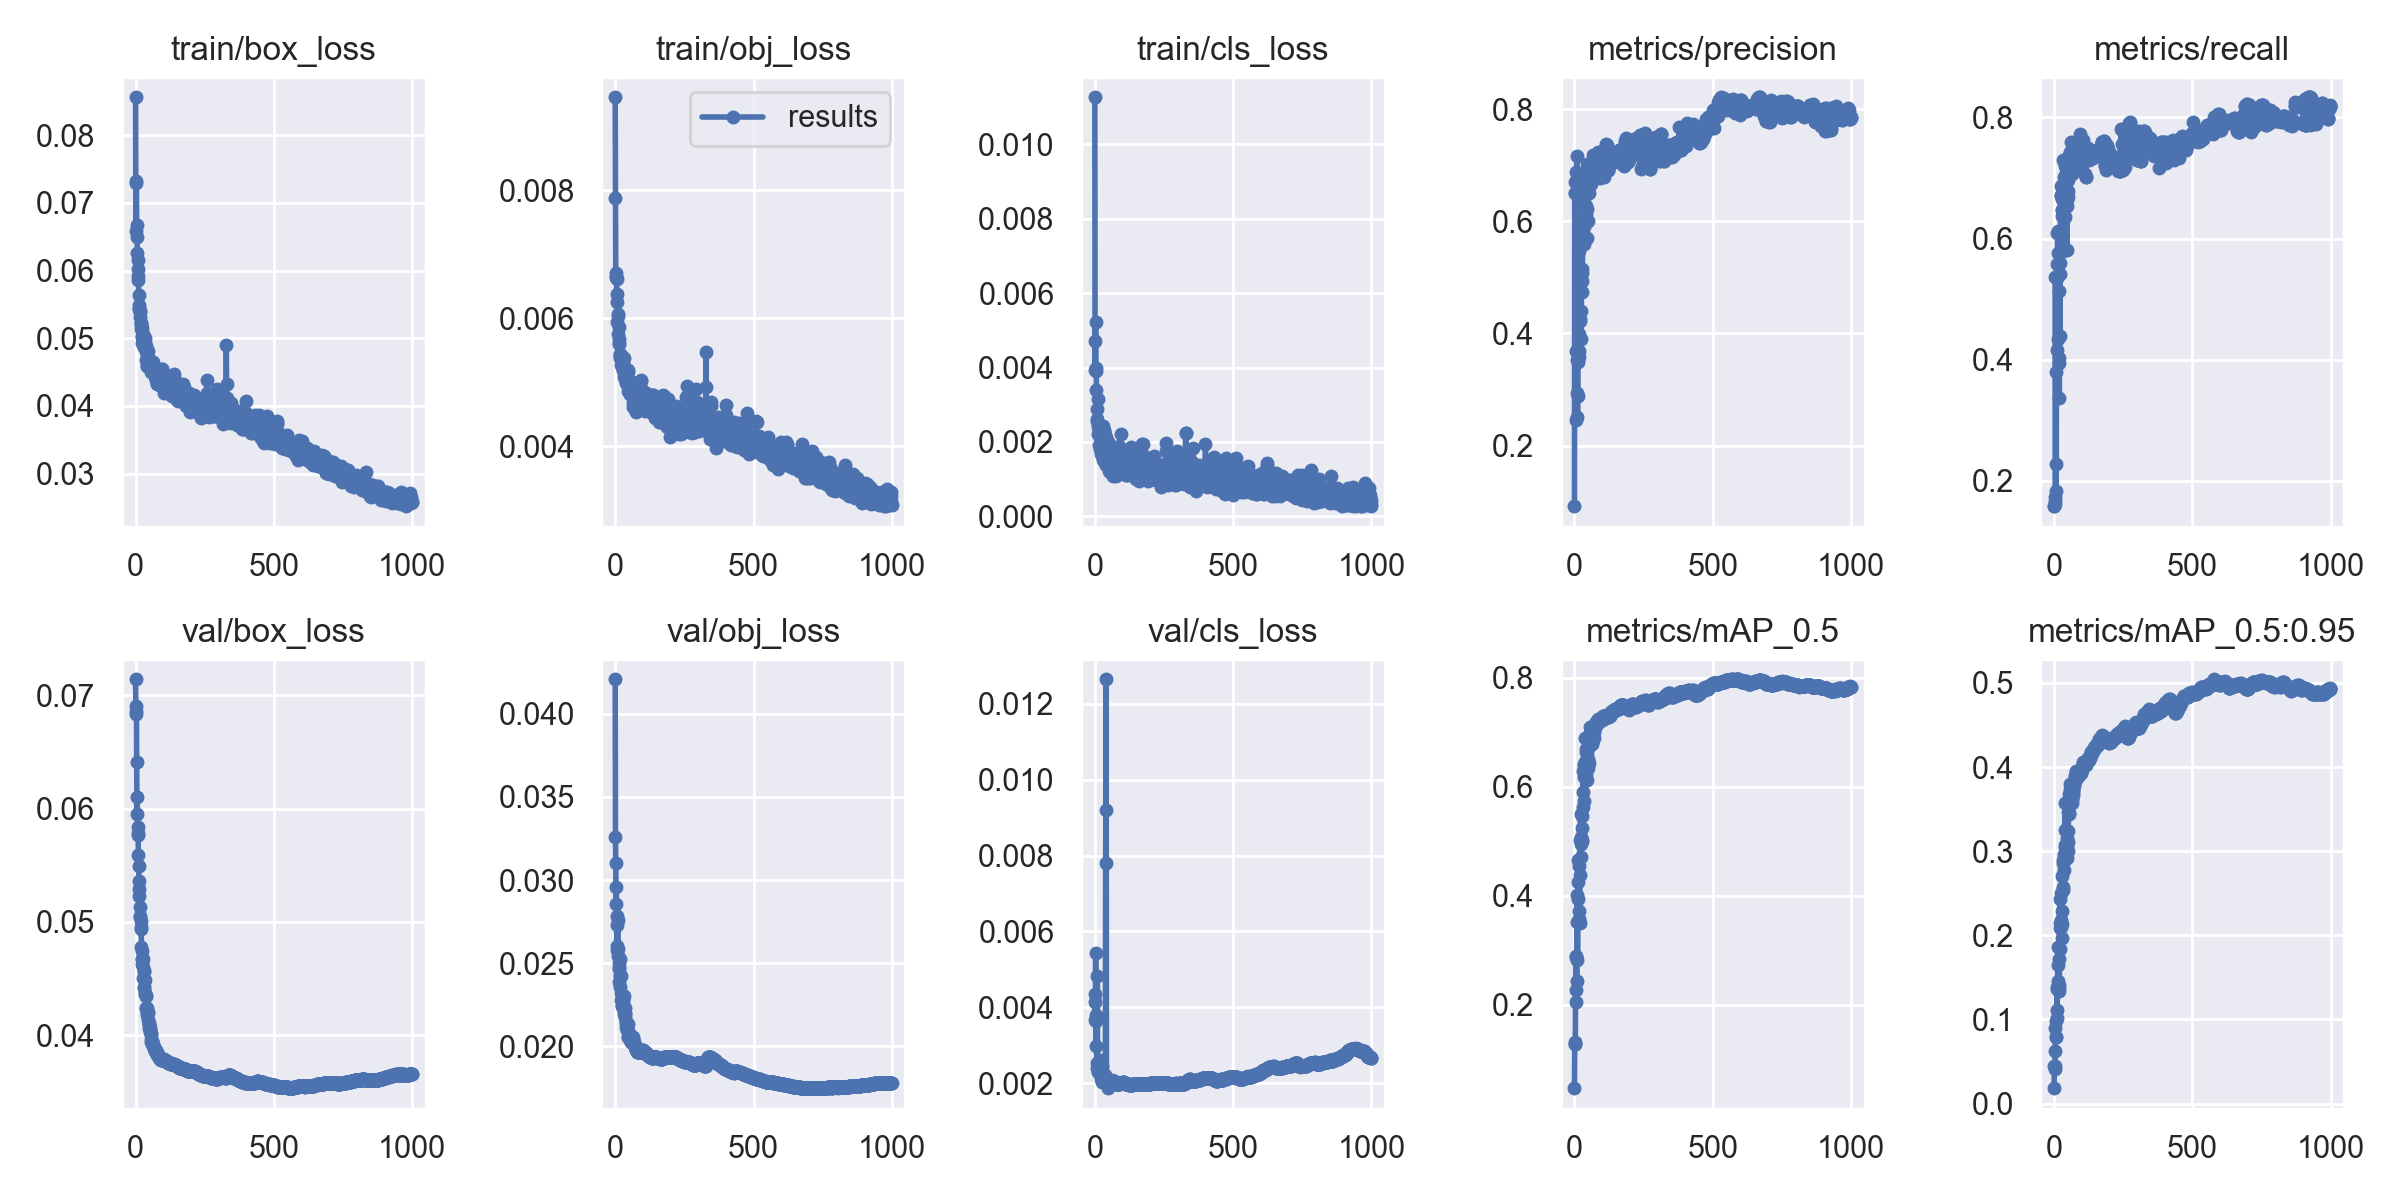 train/box_loss
0.08
0.07
0.06
0.05
0.04
0.03
0 500 1000
train/obj_loss
results
0.008
0.006
0.004
0 500 1000
train/cls_loss
0.010
0.008
0.006
0.004
0.002
0.000
0 500 1000
metrics/precision
0.8
0.6
0.4
0.2
0 500 1000
metrics/recall
0.8
0.6
0.4
0.2
0 500 1000
val/box_loss
0.07
0.06
0.05
0.04
0 500 1000
val/obj_loss
0.040
0.035
0.030
0.025
0.020
0 500 1000
val/cls_loss
0.012
0.010
0.008
0.006
0.004
0.002
0 500 1000
metrics/mAP_0.5
0.8
0.6
0.4
0.2
0 500 1000
metrics/mAP_0.5:0.95
0.5
0.4
0.3
0.2
0.1
0.0
0 500 1000